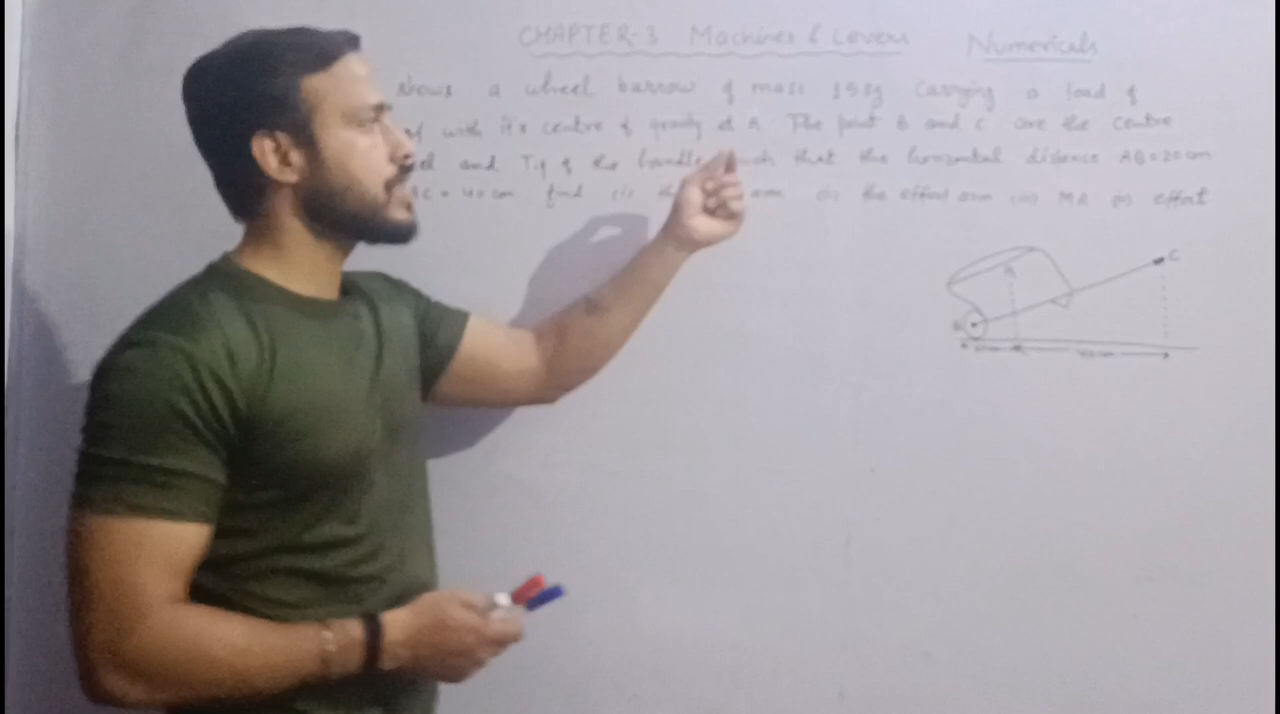 CHAPTER-3 Machines & Levers Numericals
shows a wheel barrow of mass 15kg carrying a load of
with its centre of gravity at A. The point B and C are the centre
and Tip of the handle such that the horizontal distance AB=20cm
= 40 cm find (i) the arm (ii) the effort arm (iii) MA (iv) effort
A
C
B
40cm